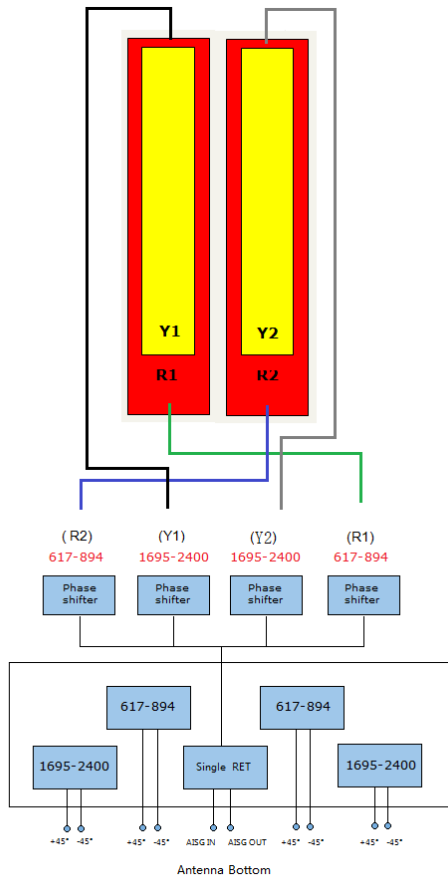 Y1
Y2
R1
R2
( R2)
(Y1)
(Y2)
(R1)
617-894
1695-2400
1695-2400
617-894
Phase
shifter
Phase
shifter
Phase
shifter
Phase
shifter
617-894
617-894
1695-2400
Single RET
1695-2400
+45°
-45°
+45°
-45°
AISG IN
AISG OUT
+45°
-45°
+45°
-45°
Antenna Bottom